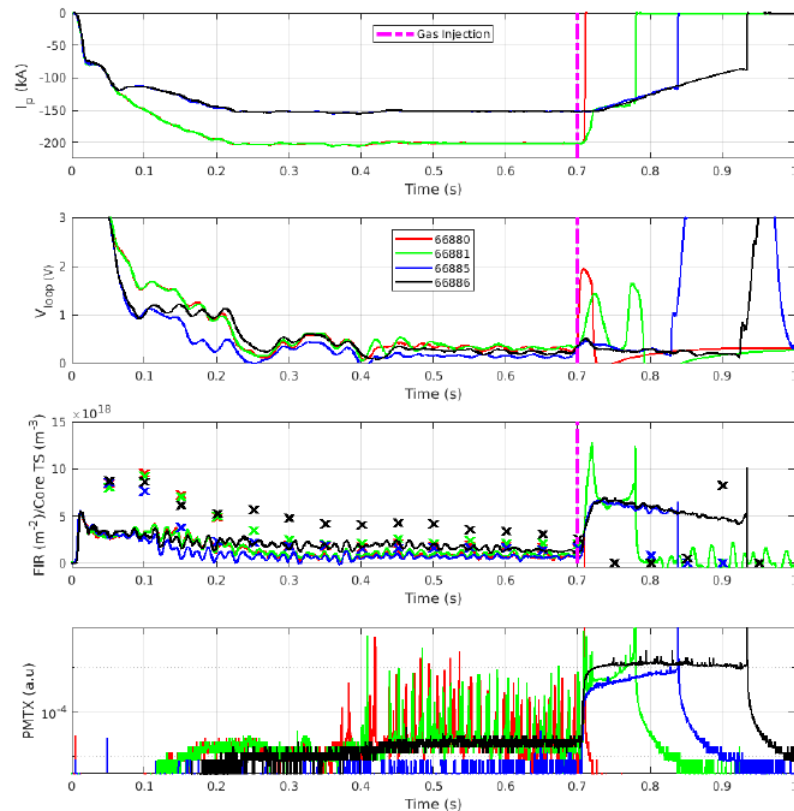 0
-50
-100
-150
-200
I_p (kA)
Gas Injection
0 0.1 0.2 0.3 0.4 0.5 0.6 0.7 0.8 0.9 1
Time (s)
3
2
1
0
V_loop (V)
66880
66881
66885
66886
0 0.1 0.2 0.3 0.4 0.5 0.6 0.7 0.8 0.9 1
Time (s)
×10^18
15
10
5
0
FIR (m^-2)/Core TS (m^-3)
0 0.1 0.2 0.3 0.4 0.5 0.6 0.7 0.8 0.9 1
Time (s)
10^-4
PMTX (a.u)
0 0.1 0.2 0.3 0.4 0.5 0.6 0.7 0.8 0.9 1
Time (s)